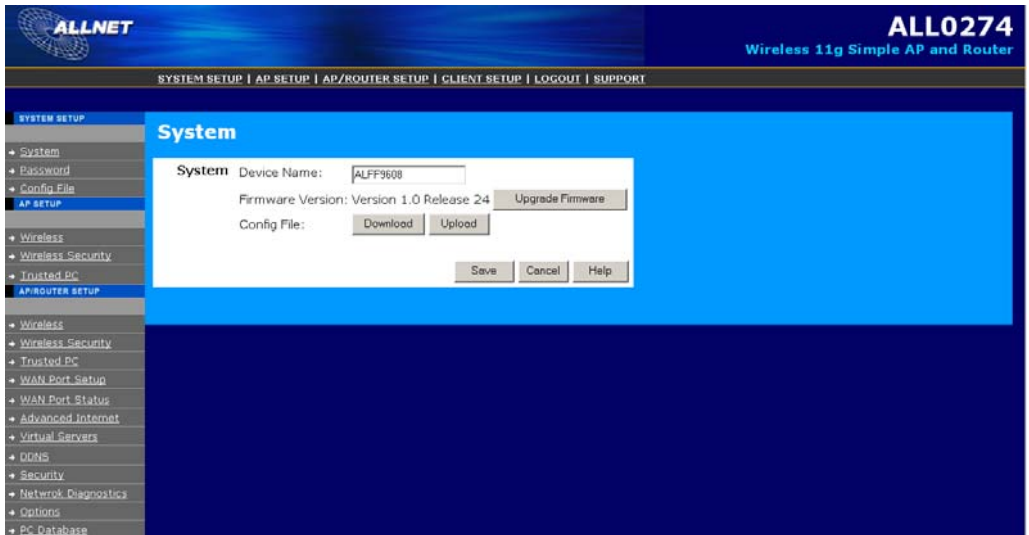 ALLNET
ALL0274
Wireless 11g Simple AP and Router
SYSTEM SETUP | AP SETUP | AP/ROUTER SETUP | CLIENT SETUP | LOGOUT | SUPPORT
SYSTEM SETUP
System
Password
Config File
AP SETUP
Wireless
Wireless Security
Trusted PC
AP/ROUTER SETUP
Wireless
Wireless Security
Trusted PC
WAN Port Setup
WAN Port Status
Advanced Internet
Virtual Servers
DDNS
Security
Netwrok Diagnostics
Options
PC Database
System
System Device Name: ALFF9608
Firmware Version: Version 1.0 Release 24 Upgrade Firmware
Config File: Download Upload
Save Cancel Help